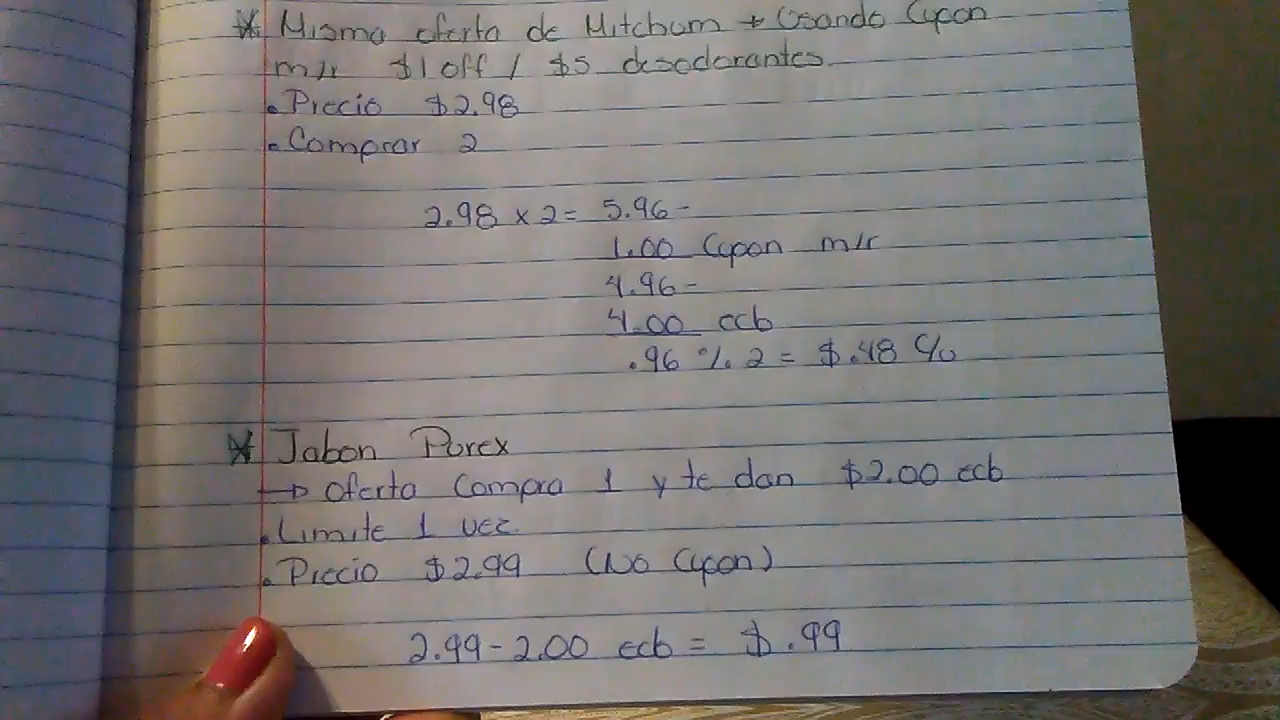 * Misma oferta de Mitchum + Usando Cupon
m/r $1 off / $5 desodorantes
. Precio $2.98
. Comprar 2
2.98 x 2 = 5.96 -
1.00 Cupon m/r
4.96 -
4.00 ecb
.96 % 2 = $.48 c/u
* Jabon Purex
→ Oferta Compra 1 y te dan $2.00 ecb
. Limite 1 vez
. Precio $2.99 (No Cupon)
2.99 - 2.00 ecb = $.99